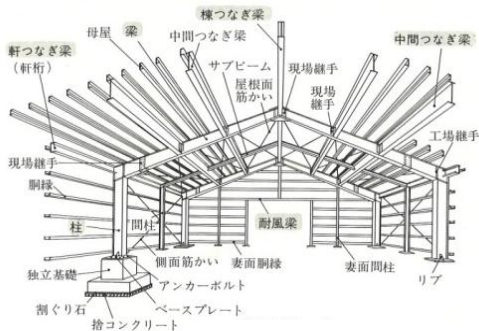 棟つなぎ梁
母屋
梁
中間つなぎ梁
軒つなぎ梁
(軒桁)
サブビーム
屋根面
筋かい
現場継手
現場
継手
中間つなぎ梁
工場継手
現場継手
胴縁
柱
間柱
耐風梁
独立基礎
側面筋かい
妻面胴縁
妻面間柱
リブ
アンカーボルト
割ぐり石
ベースプレート
捨コンクリート